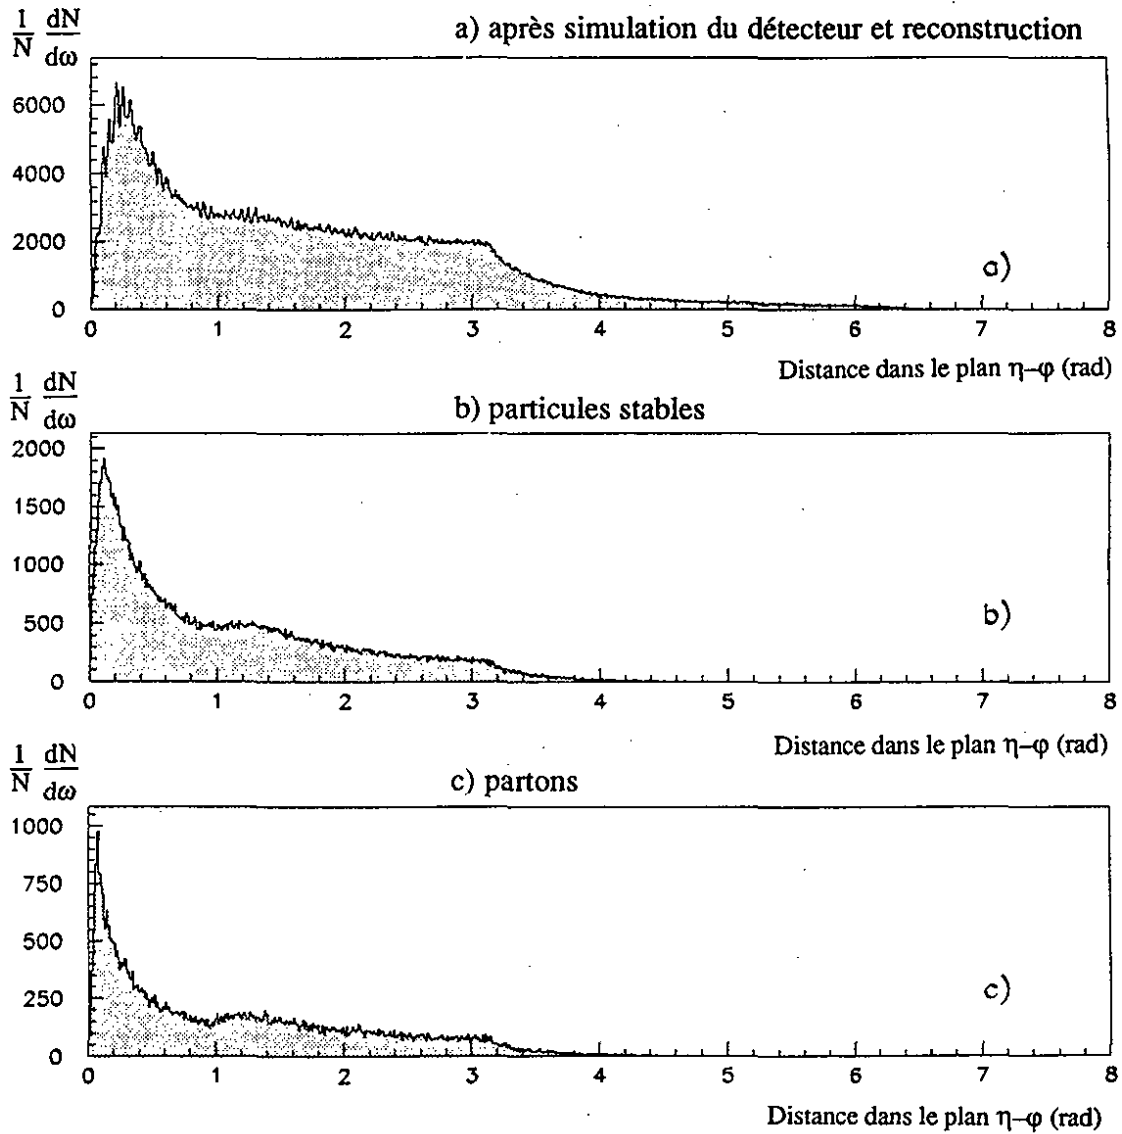 a) après simulation du détecteur et reconstruction
1/N dN/dω
6000
4000
2000
0
a)
0 1 2 3 4 5 6 7 8
Distance dans le plan η–φ (rad)
b) particules stables
1/N dN/dω
2000
1500
1000
500
0
b)
0 1 2 3 4 5 6 7 8
Distance dans le plan η–φ (rad)
c) partons
1/N dN/dω
1000
750
500
250
0
c)
0 1 2 3 4 5 6 7 8
Distance dans le plan η–φ (rad)